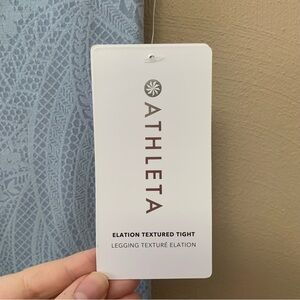 ATHLETA
ELATION TEXTURED TIGHT
LEGGING TEXTURÉ ELATION